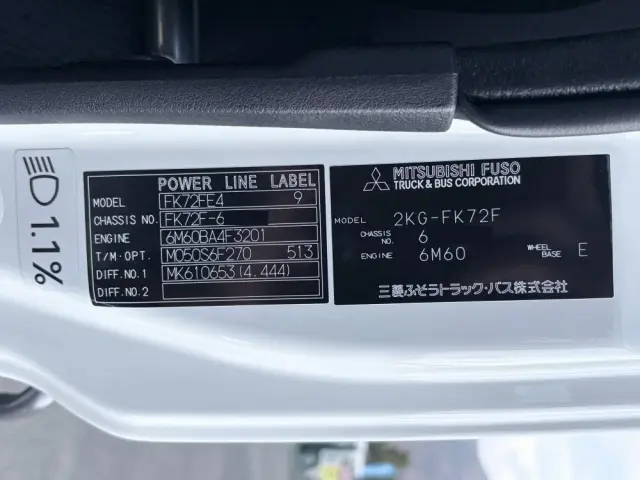 1.1%
POWER LINE LABEL
MODEL FK72FE4 9
CHASSIS NO. FK72F-6
ENGINE 6M60BA4F3201
T/M・OPT. M050S6F270 513
DIFF.NO.1 MK610653(4.444)
DIFF.NO.2
MITSUBISHI FUSO
TRUCK & BUS CORPORATION
MODEL 2KG-FK72F
CHASSIS 6
ENGINE 6M60 WHEEL BASE E
三菱ふそうトラック・バス株式会社